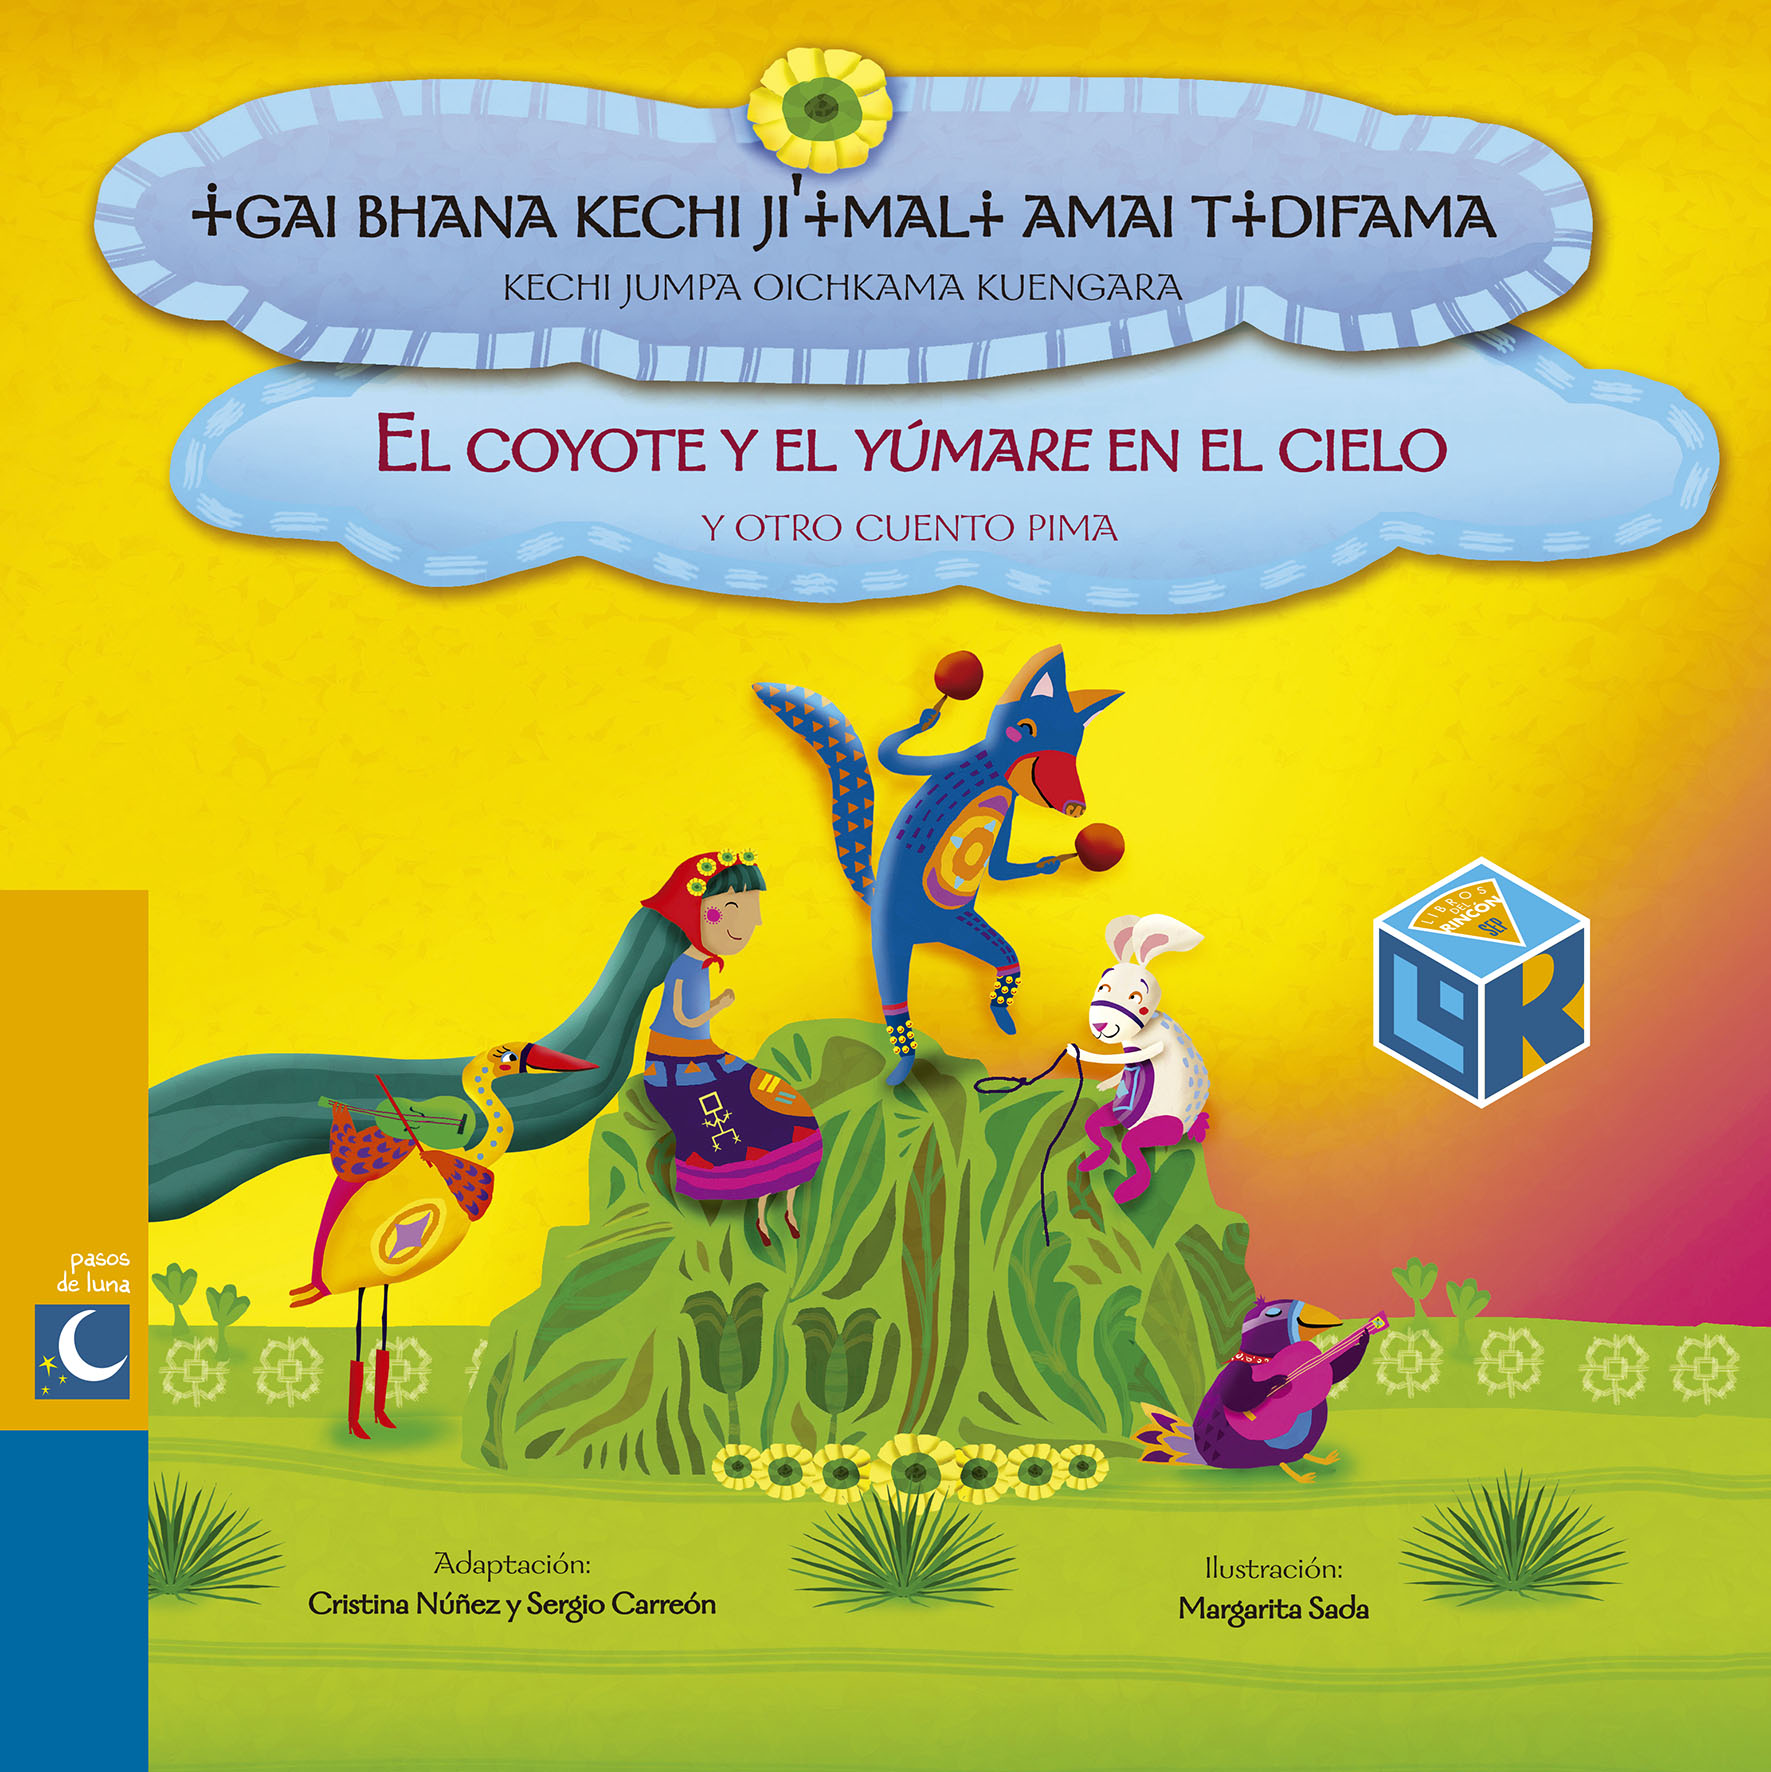 ɨGAI BHANA KECHI JI'ɨMALɨ AMAI TɨDIFAMA
KECHI JUMPA OICHKAMA KUENGARA
EL COYOTE Y EL YÚMARE EN EL CIELO
Y OTRO CUENTO PIMA
LIBROS
DEL
RINCÓN
SEP
LR
pasos
de luna
Adaptación:
Cristina Núñez y Sergio Carreón
Ilustración:
Margarita Sada